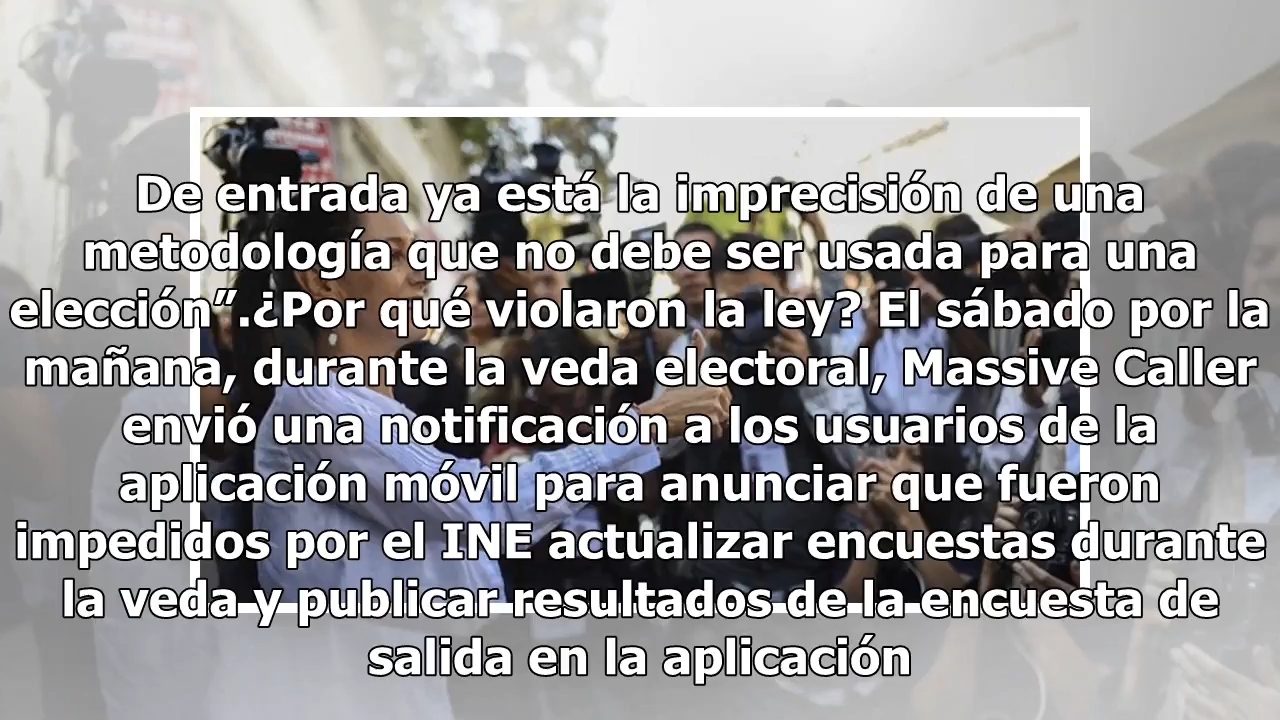 De entrada ya está la imprecisión de una
metodología que no debe ser usada para una
elección”.¿Por qué violaron la ley? El sábado por la
mañana, durante la veda electoral, Massive Caller
envió una notificación a los usuarios de la
aplicación móvil para anunciar que fueron
impedidos por el INE actualizar encuestas durante
la veda y publicar resultados de la encuesta de
salida en la aplicación